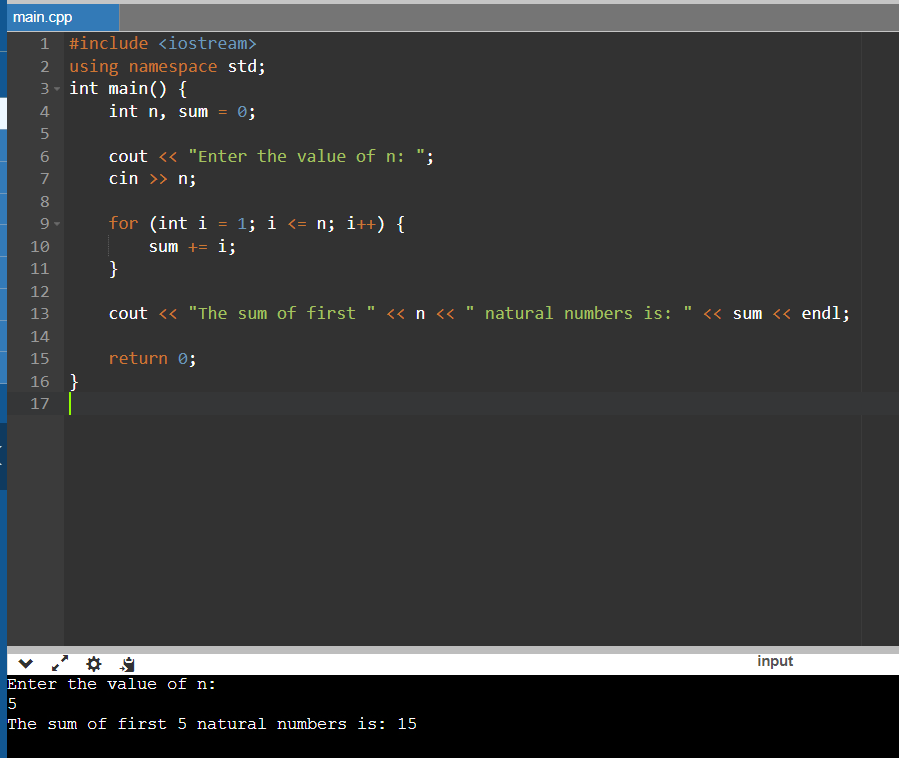 main.cpp
1 #include <iostream>
2 using namespace std;
3 int main() {
4     int n, sum = 0;
5
6     cout << "Enter the value of n: ";
7     cin >> n;
8
9     for (int i = 1; i <= n; i++) {
10         sum += i;
11     }
12
13     cout << "The sum of first " << n << " natural numbers is: " << sum << endl;
14
15     return 0;
16 }
17
input
Enter the value of n:
5
The sum of first 5 natural numbers is: 15